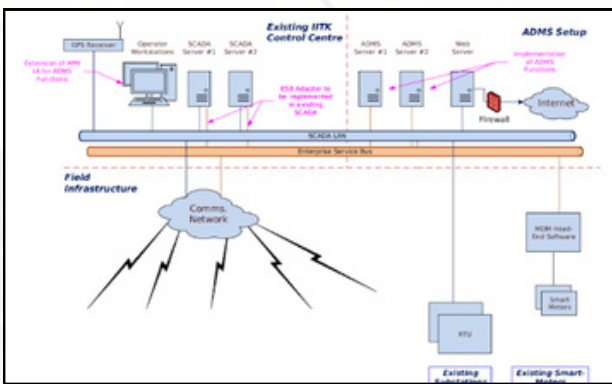 Existing IITK
Control Centre
ADMS Setup
GPS Receiver
Operator
Workstations
SCADA
Server #1
SCADA
Server #2
ADMS
Server #1
ADMS
Server #2
Web
Server
Implementation
of ADMS
Functions
Extension of MMI
UI for ADMS
Functions
ESB Adapter to
be implemented
in existing
SCADA
Firewall
Internet
SCADA LAN
Enterprise Service Bus
Field
Infrastructure
Comms.
Network
MDM Head-
End Software
Smart
Meters
RTU
Existing
Substations
Existing Smart-
Meters